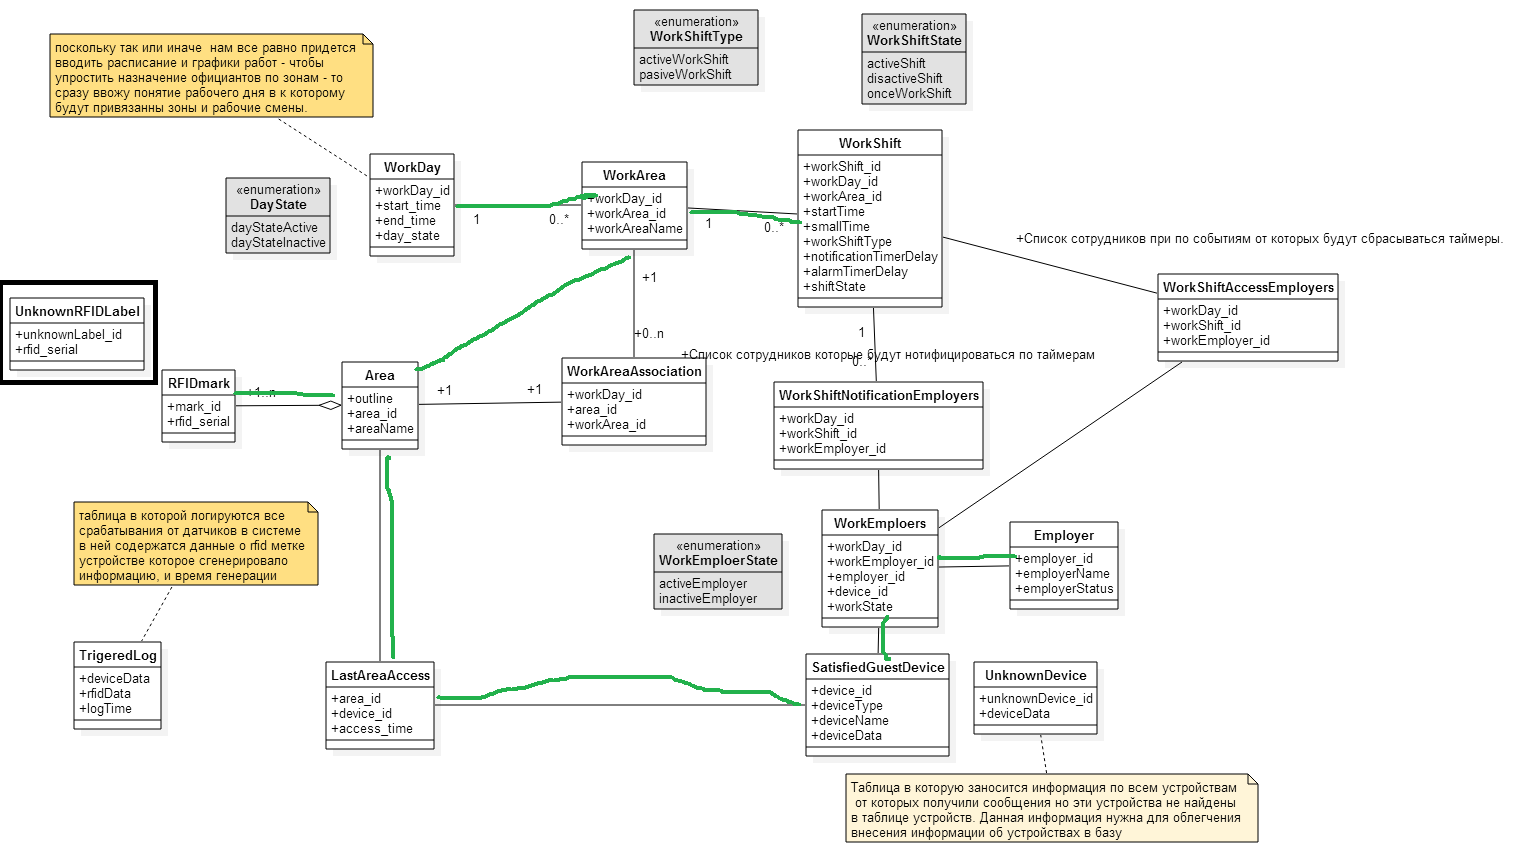 «enumeration»
WorkShiftType
activeWorkShift
pasiveWorkShift
«enumeration»
WorkShiftState
activeShift
disactiveShift
onceWorkShift
поскольку так или иначе нам все равно придется
вводить расписание и графики работ - чтобы
упростить назначение официантов по зонам - то
сразу ввожу понятие рабочего дня в к которому
будут привязанны зоны и рабочие смены.
«enumeration»
DayState
dayStateActive
dayStateInactive
WorkDay
+workDay_id
+start_time
+end_time
+day_state
1
0..*
WorkArea
+workDay_id
+workArea_id
+workAreaName
1
0..*
WorkShift
+workShift_id
+workDay_id
+workArea_id
+startTime
+smallTime
+workShiftType
+notificationTimerDelay
+alarmTimerDelay
+shiftState
+Список сотрудников при по событиям от которых будут сбрасываться таймеры.
WorkShiftAccessEmployers
+workDay_id
+workShift_id
+workEmployer_id
UnknownRFIDLabel
+unknownLabel_id
+rfid_serial
+1
+0..n
1
+Список сотрудников которые будут нотифицироваться по таймерам
0..*
RFIDmark
+mark_id
+rfid_serial
+1..n
Area
+outline
+area_id
+areaName
+1
+1
WorkAreaAssociation
+workDay_id
+area_id
+workArea_id
WorkShiftNotificationEmployers
+workDay_id
+workShift_id
+workEmployer_id
таблица в которой логируются все
срабатывания от датчиков в системе
в ней содержатся данные о rfid метке
устройстве которое сгенерировало
информацию, и время генерации
«enumeration»
WorkEmploerState
activeEmployer
inactiveEmployer
WorkEmploers
+workDay_id
+workEmployer_id
+employer_id
+device_id
+workState
Employer
+employer_id
+employerName
+employerStatus
TrigeredLog
+deviceData
+rfidData
+logTime
LastAreaAccess
+area_id
+device_id
+access_time
SatisfiedGuestDevice
+device_id
+deviceType
+deviceName
+deviceData
UnknownDevice
+unknownDevice_id
+deviceData
Таблица в которую заносится информация по всем устройствам
от которых получили сообщения но эти устройства не найдены
в таблице устройств. Данная информация нужна для облегчения
внесения информации об устройствах в базу